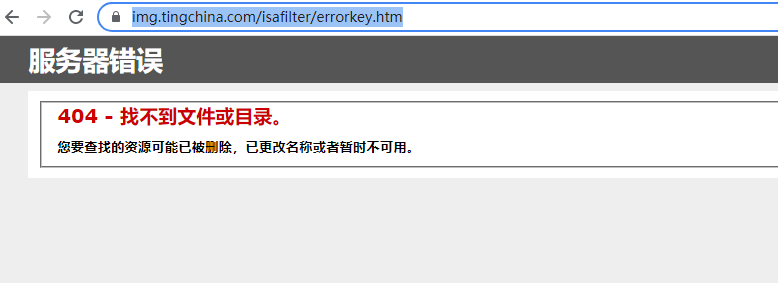 img.tingchina.com/isafilter/errorkey.htm
服务器错误
404 - 找不到文件或目录。
您要查找的资源可能已被删除，已更改名称或者暂时不可用。